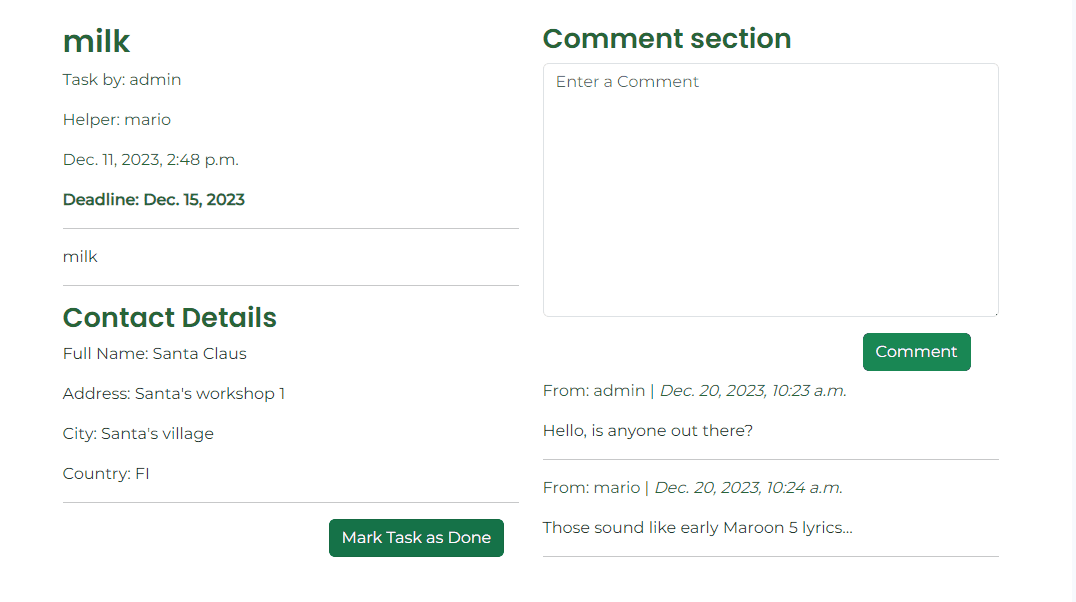 milk
Task by: admin
Helper: mario
Dec. 11, 2023, 2:48 p.m.
Deadline: Dec. 15, 2023
milk
Contact Details
Full Name: Santa Claus
Address: Santa's workshop 1
City: Santa's village
Country: FI
Mark Task as Done
Comment section
Enter a Comment
Comment
From: admin | Dec. 20, 2023, 10:23 a.m.
Hello, is anyone out there?
From: mario | Dec. 20, 2023, 10:24 a.m.
Those sound like early Maroon 5 lyrics...